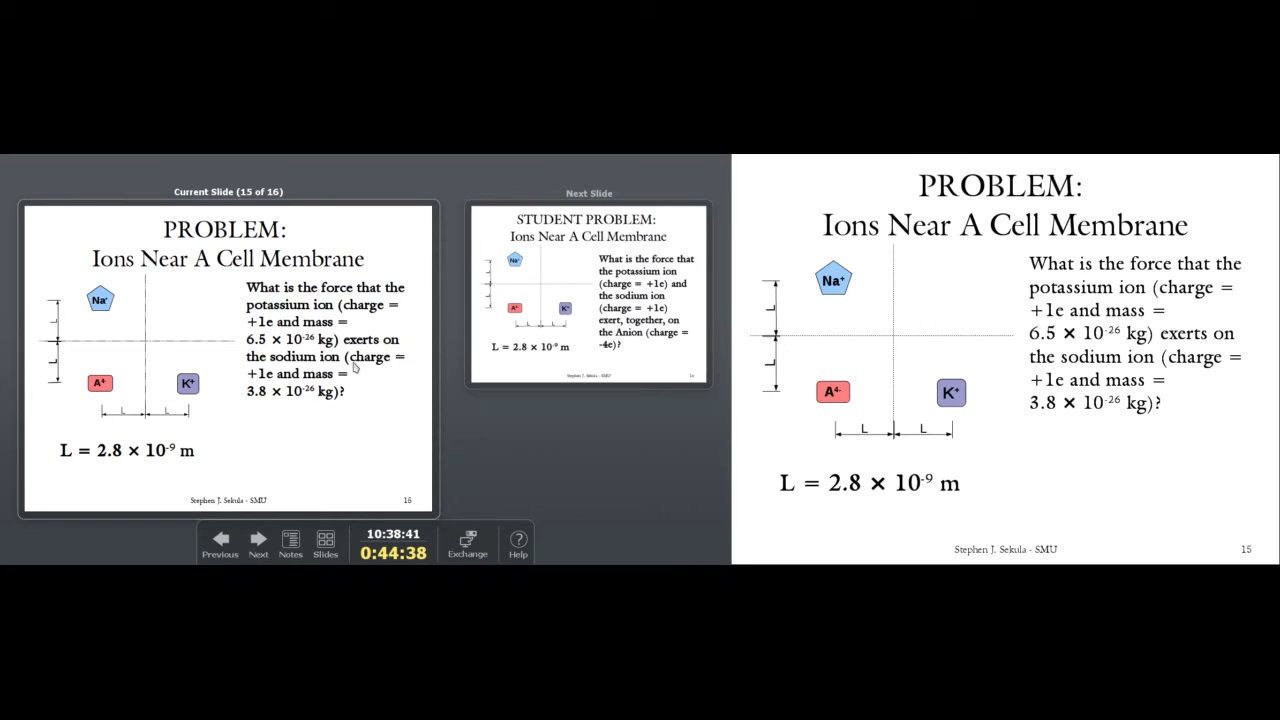 Current Slide (15 of 16)
PROBLEM:
Ions Near A Cell Membrane
Na⁺
L
L
A⁴⁻
K⁺
L
L
What is the force that the
potassium ion (charge =
+1e and mass =
6.5 × 10⁻²⁶ kg) exerts on
the sodium ion (charge =
+1e and mass =
3.8 × 10⁻²⁶ kg)?
L = 2.8 × 10⁻⁹ m
Stephen J. Sekula - SMU
15
Next Slide
STUDENT PROBLEM:
Ions Near A Cell Membrane
Na⁺
A⁴⁻
K⁺
L
L
What is the force that
the potassium ion
(charge = +1e) and
the sodium ion
(charge = +1e)
exert, together, on
the Anion (charge =
-4e)?
L = 2.8 × 10⁻⁹ m
Stephen J. Sekula - SMU
Previous
Next
Notes
Slides
10:38:41
0:44:38
Exchange
Help
PROBLEM:
Ions Near A Cell Membrane
Na⁺
L
L
A⁴⁻
K⁺
L
L
What is the force that the
potassium ion (charge =
+1e and mass =
6.5 × 10⁻²⁶ kg) exerts on
the sodium ion (charge =
+1e and mass =
3.8 × 10⁻²⁶ kg)?
L = 2.8 × 10⁻⁹ m
Stephen J. Sekula - SMU
15